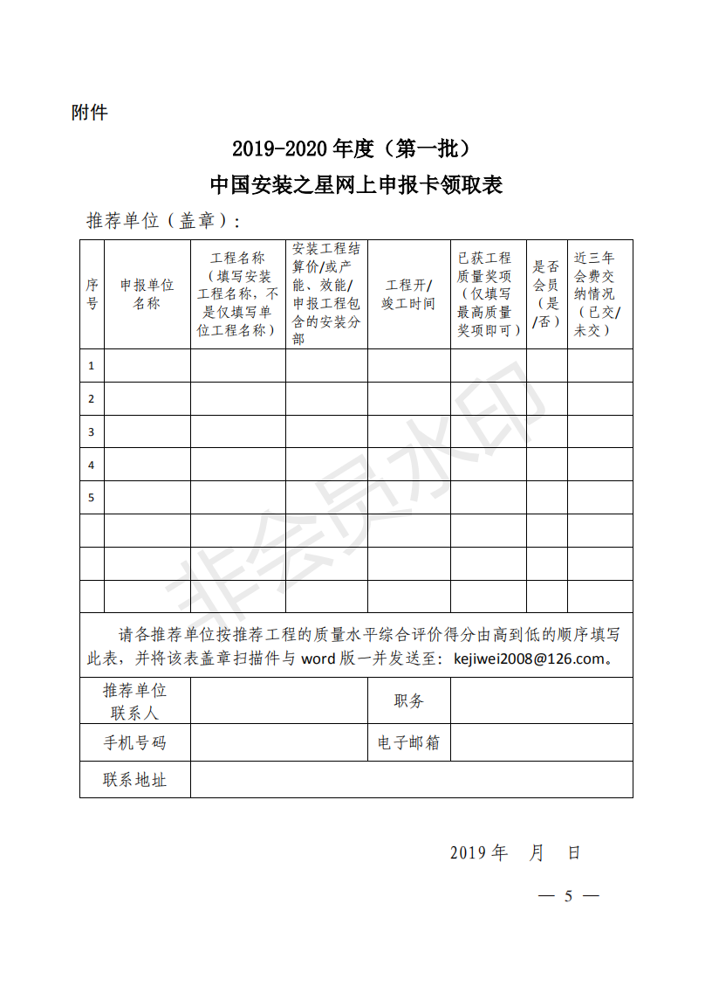 附件
2019-2020年度（第一批）
中国安装之星网上申报卡领取表
推荐单位（盖章）：
序
号
申报单位
名称
工程名称
（填写安装
工程名称，不
是仅填写单
位工程名称）
安装工程结
算价/或产
能、效能/
申报工程包
含的安装分
部
工程开/
竣工时间
已获工程
质量奖项
（仅填写
最高质量
奖项即可）
是否
会员
（是
/否）
近三年
会费交
纳情况
（已交/
未交）
1
2
3
4
5
请各推荐单位按推荐工程的质量水平综合评价得分由高到低的顺序填写
此表，并将该表盖章扫描件与 word 版一并发送至：kejiwei2008@126.com。
推荐单位
联系人
职务
手机号码
电子邮箱
联系地址
2019年 月 日
— 5 —
非会员水印